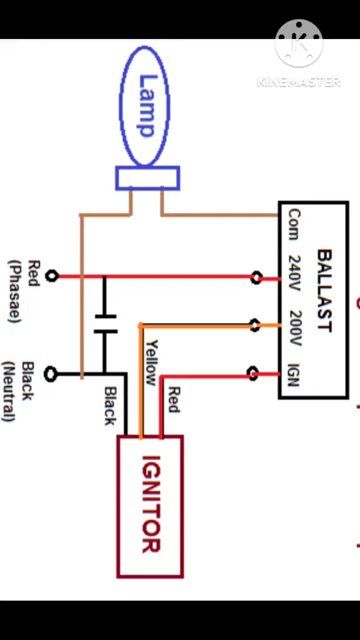 K
KINEMASTER
Lamp
BALLAST
Com
240V
200V
IGN
Red
(Phasae)
Black
(Neutral)
Yellow
Red
Black
IGNITOR